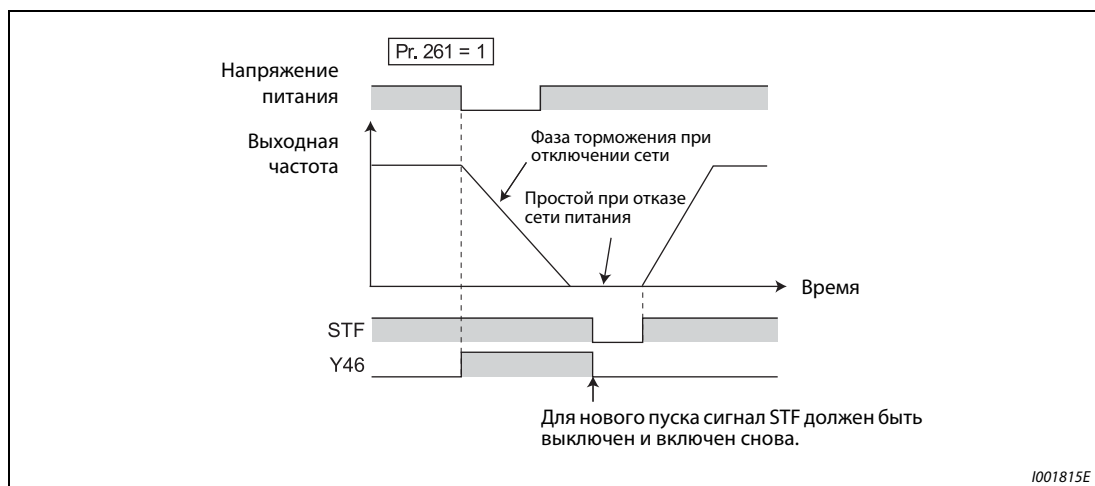 Pr. 261 = 1
Напряжение
питания
Выходная
частота
Фаза торможения при
отключении сети
Простой при отказе
сети питания
Время
STF
Y46
Для нового пуска сигнал STF должен быть
выключен и включен снова.
I001815E